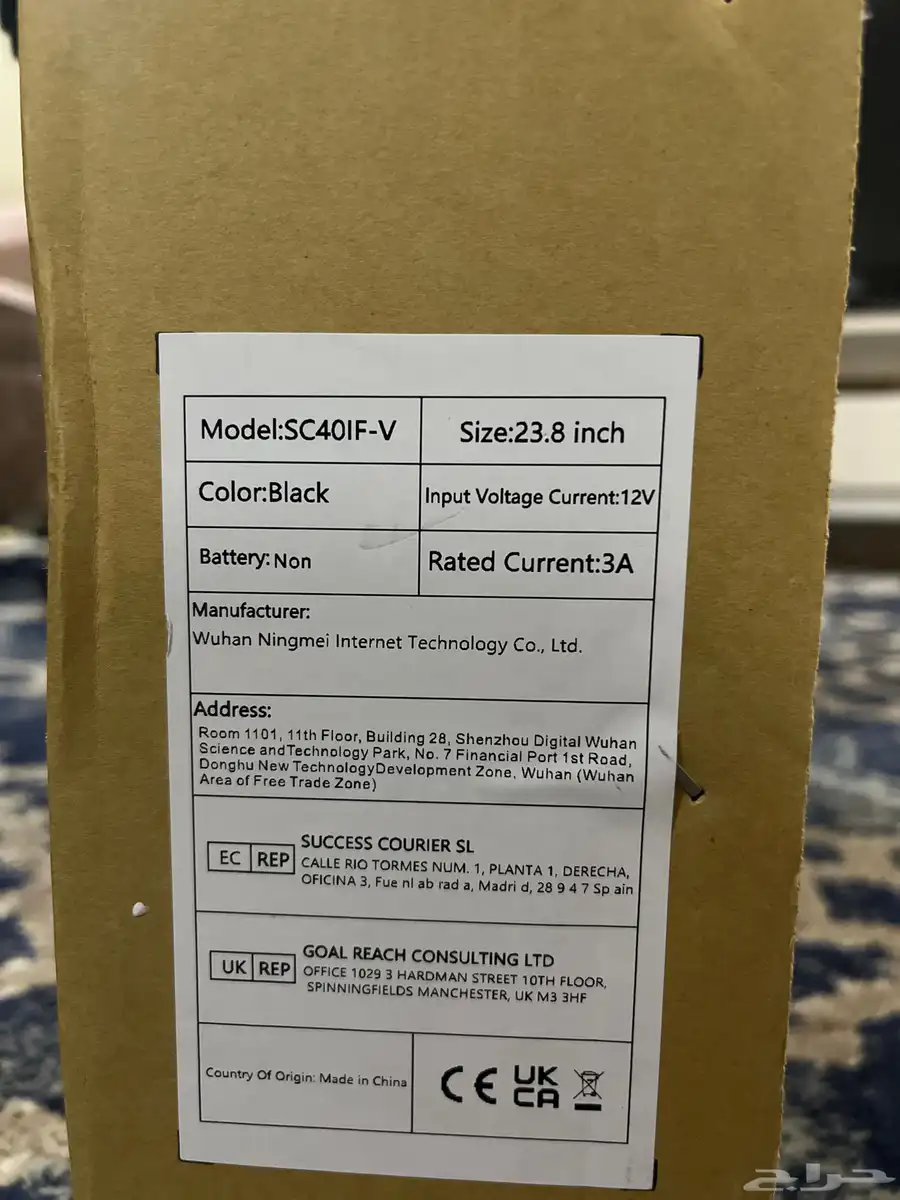 Model:SC40IF-V
Size:23.8 inch
Color:Black
Input Voltage Current:12V
Battery: Non
Rated Current:3A
Manufacturer:
Wuhan Ningmei Internet Technology Co., Ltd.
Address:
Room 1101, 11th Floor, Building 28, Shenzhou Digital Wuhan
Science andTechnology Park, No. 7 Financial Port 1st Road,
Donghu New TechnologyDevelopment Zone, Wuhan (Wuhan
Area of Free Trade Zone)
EC REP
SUCCESS COURIER SL
CALLE RIO TORMES NUM. 1, PLANTA 1, DERECHA,
OFICINA 3, Fue nl ab rad a, Madri d, 28 9 4 7 Sp ain
UK REP
GOAL REACH CONSULTING LTD
OFFICE 1029 3 HARDMAN STREET 10TH FLOOR,
SPINNINGFIELDS MANCHESTER, UK M3 3HF
Country Of Origin: Made in China
CE
UK
CA
حراج